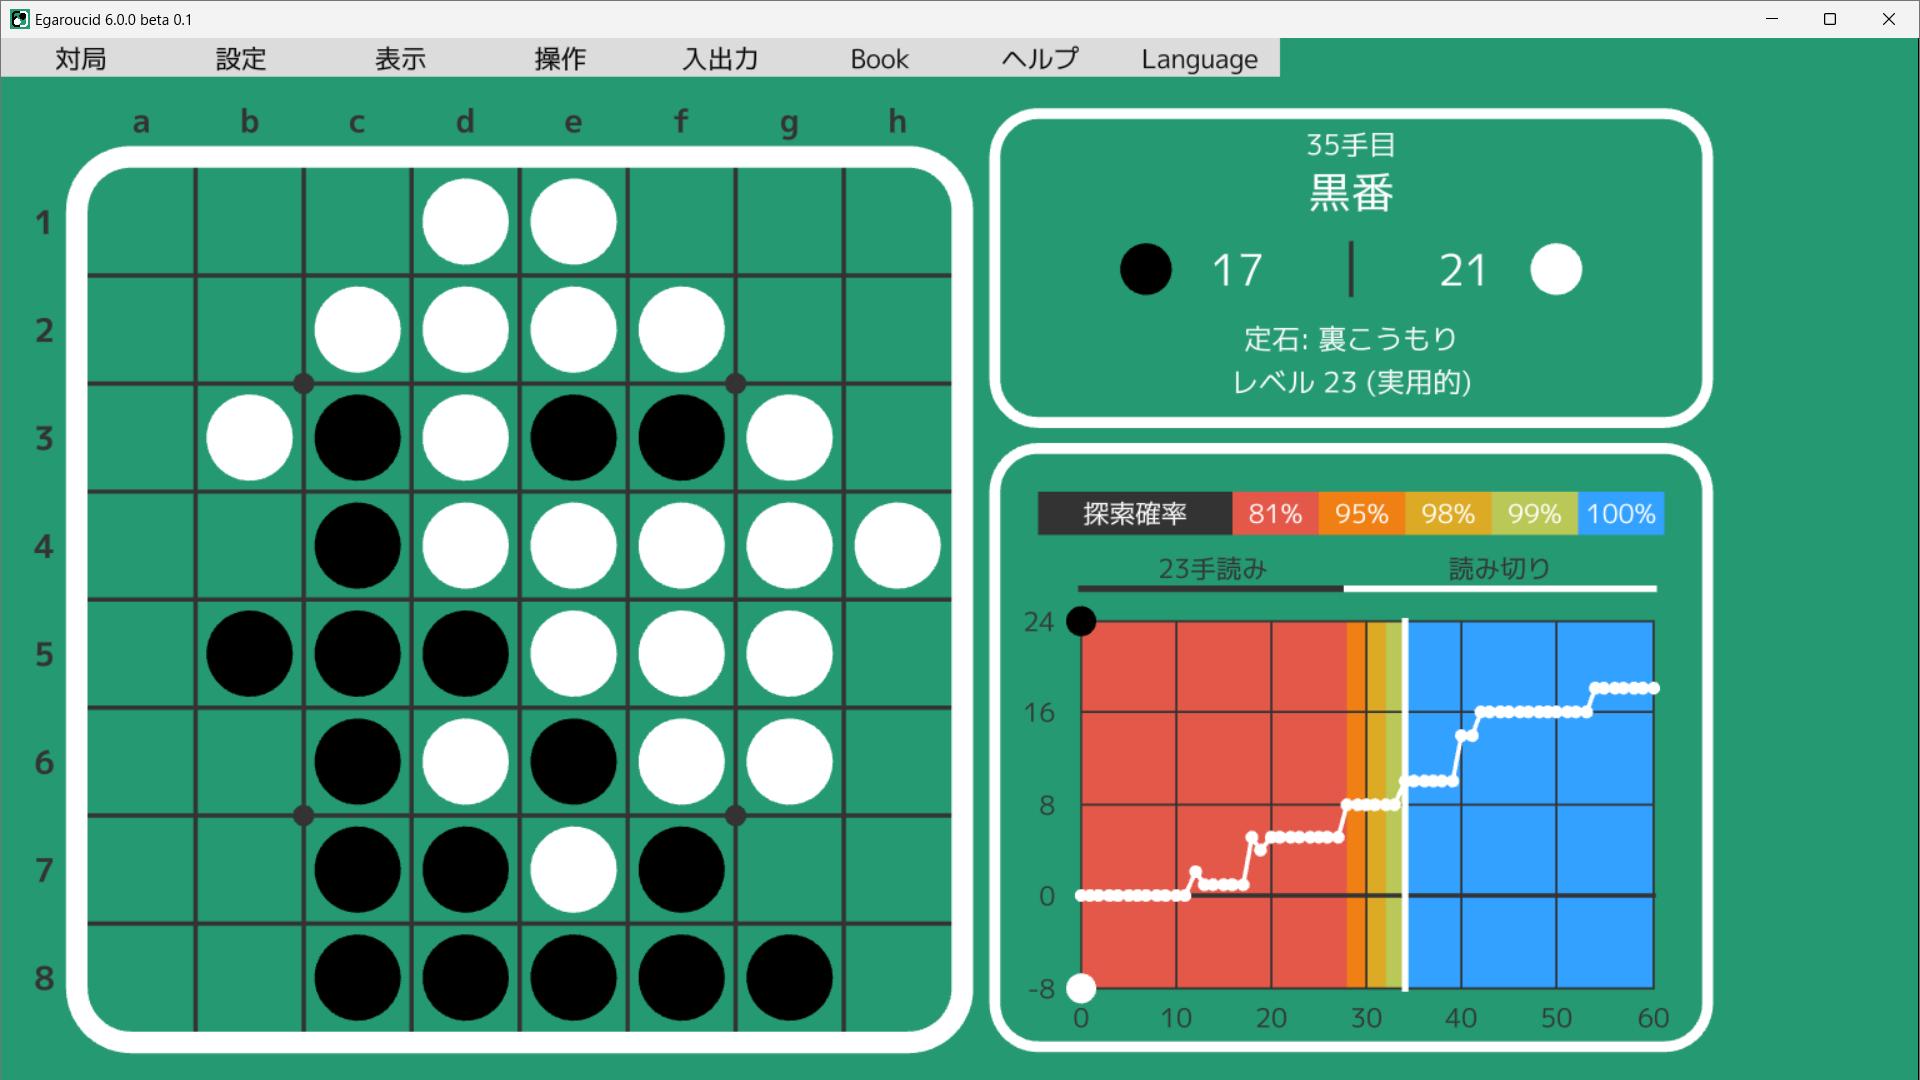 Egaroucid 6.0.0 beta 0.1
対局 設定 表示 操作 入出力 Book ヘルプ Language
a b c d e f g h
1
2
3
4
5
6
7
8
35手目
黒番
17 21
定石: 裏こうもり
レベル 23 (実用的)
探索確率 81% 95% 98% 99% 100%
23手読み 読み切り
24
16
8
0
-8
0 10 20 30 40 50 60